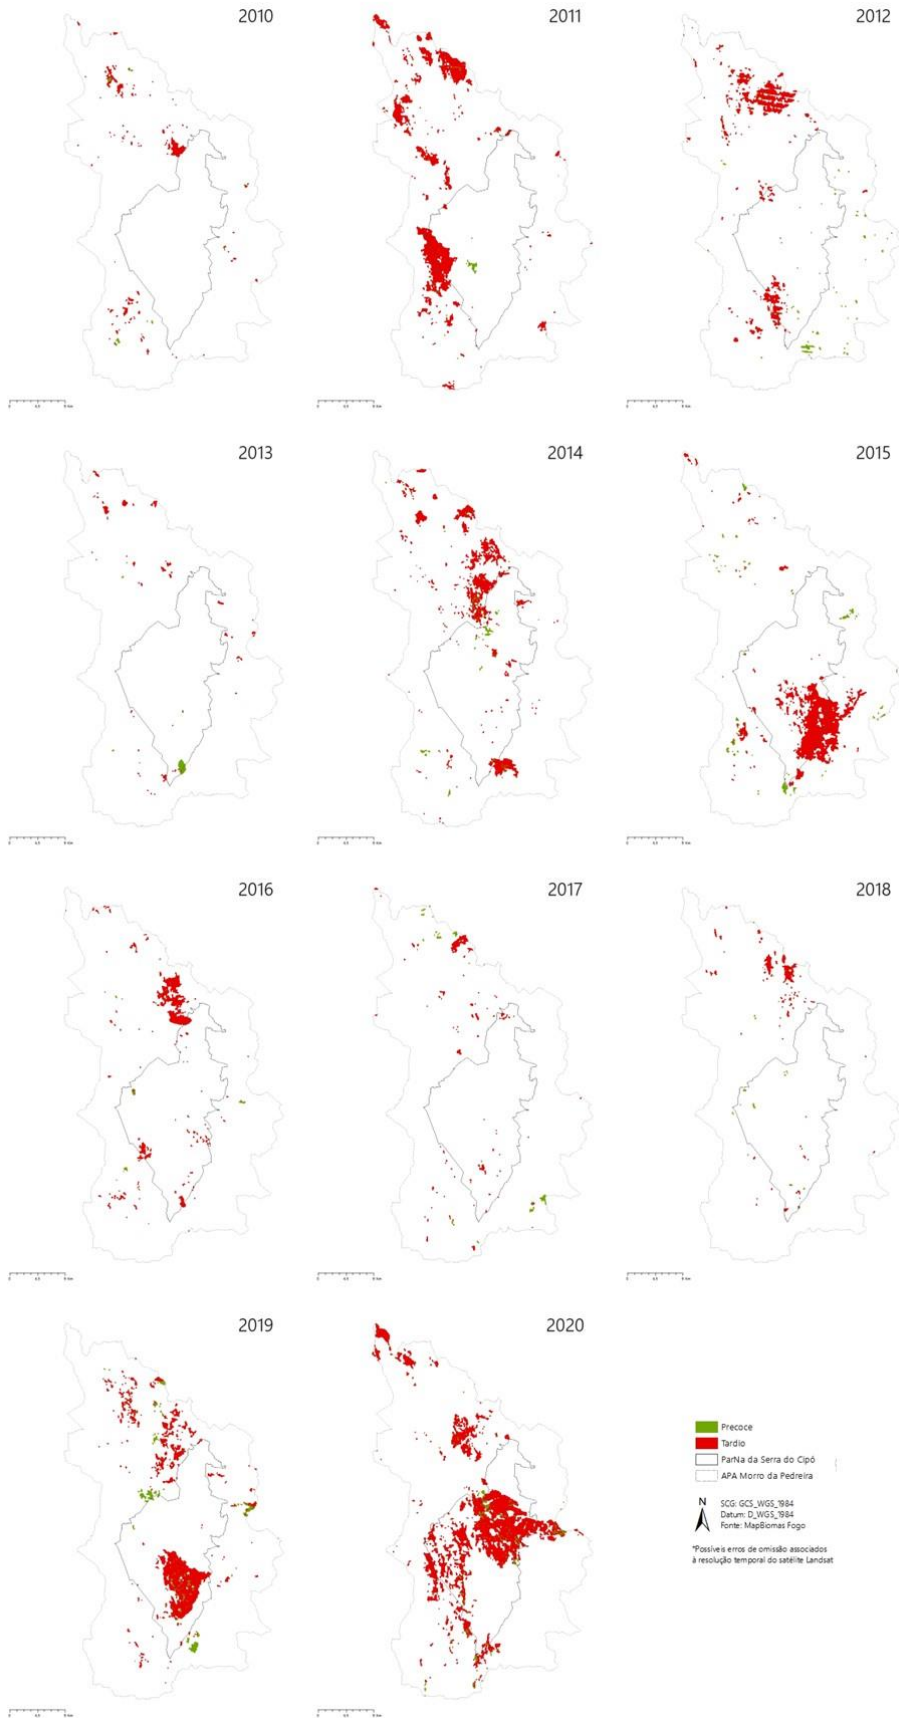 2010
2011
2012
2013
2014
2015
2016
2017
2018
2019
2020
Precoce
Tardio
ParNa da Serra do Cipó
APA Morro da Pedreira
N
SCG: GCS_WGS_1984
Datum: D_WGS_1984
Fonte: MapBiomas Fogo
*Possíveis erros de omissão associados
à resolução temporal do satélite Landsat